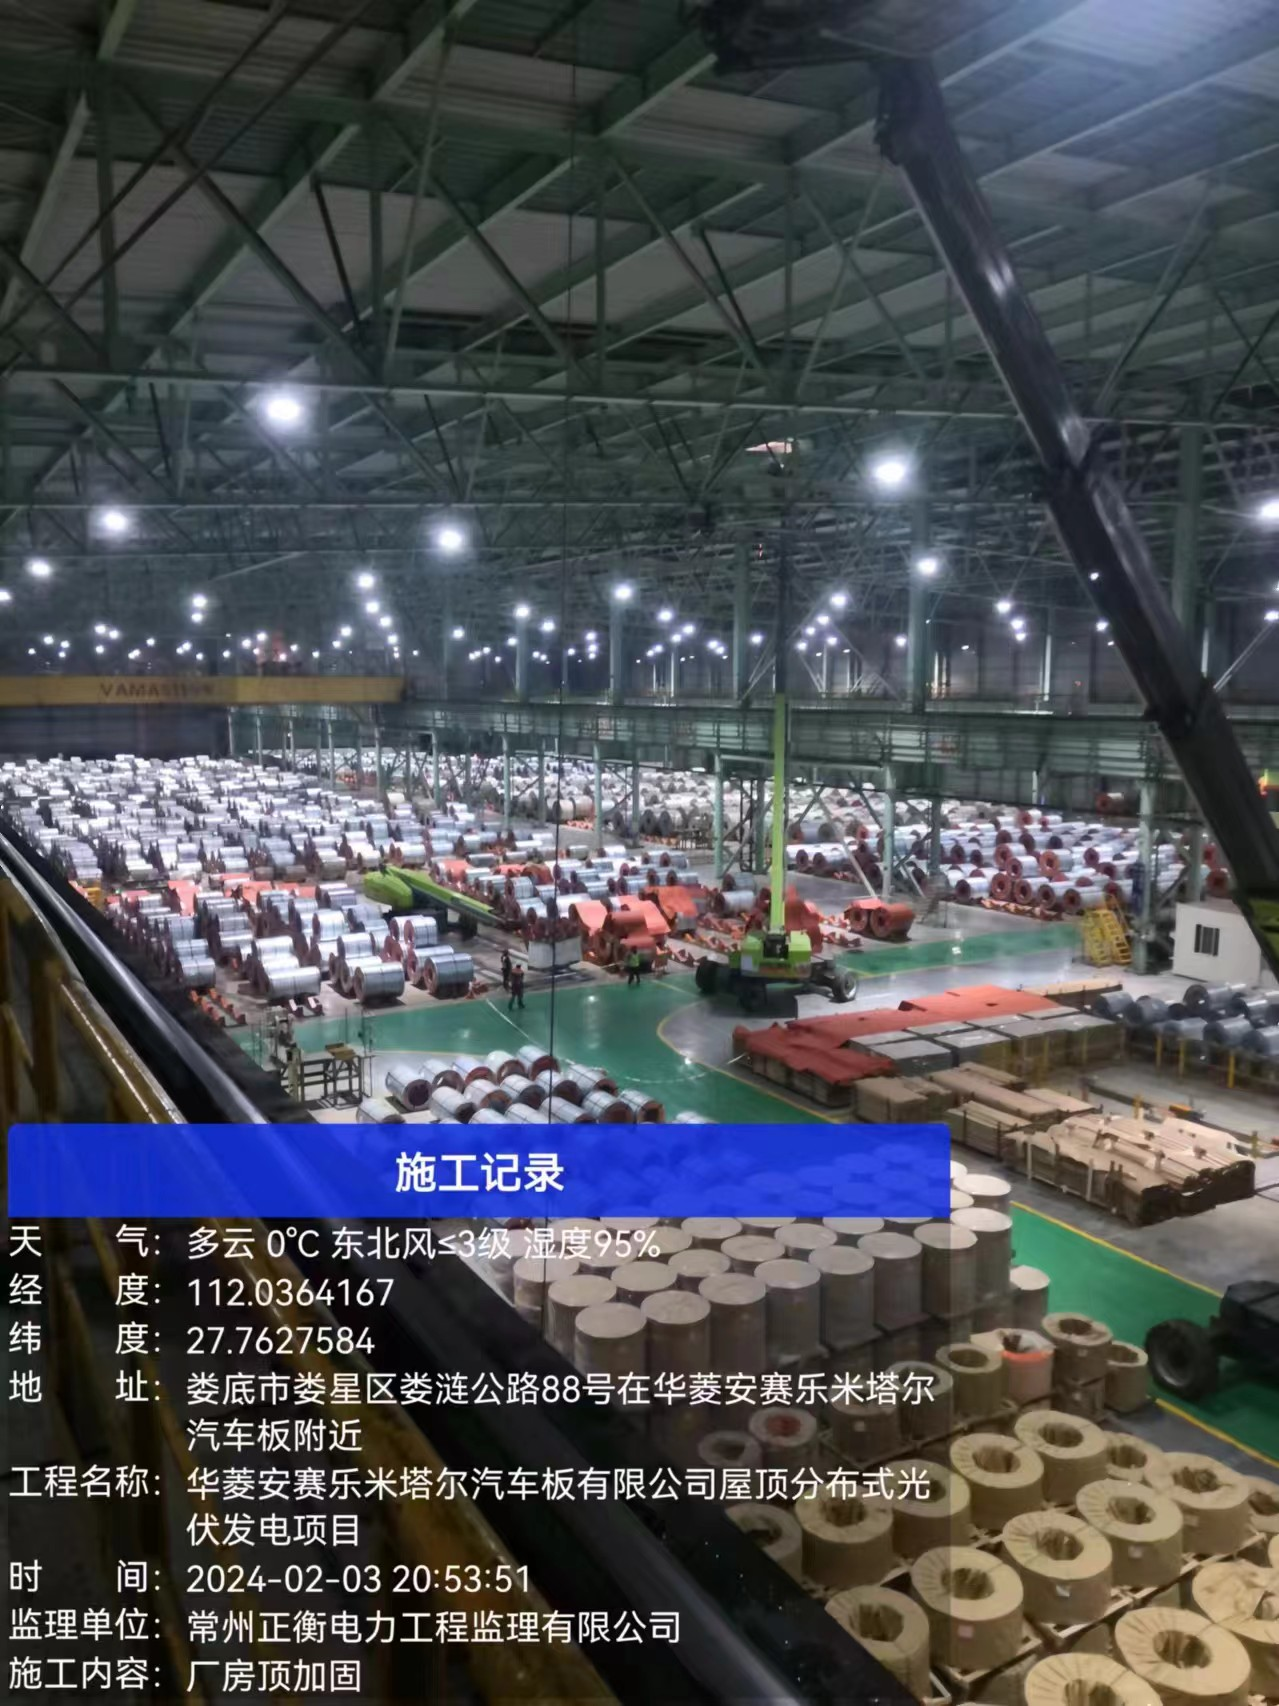 VAMA
施工记录
天 气：多云 0℃ 东北风≤3级 湿度95%
经 度：112.0364167
纬 度：27.7627584
地 址：娄底市娄星区娄涟公路88号在华菱安赛乐米塔尔
汽车板附近
工程名称：华菱安赛乐米塔尔汽车板有限公司屋顶分布式光
伏发电项目
时 间：2024-02-03 20:53:51
监理单位：常州正衡电力工程监理有限公司
施工内容：厂房顶加固